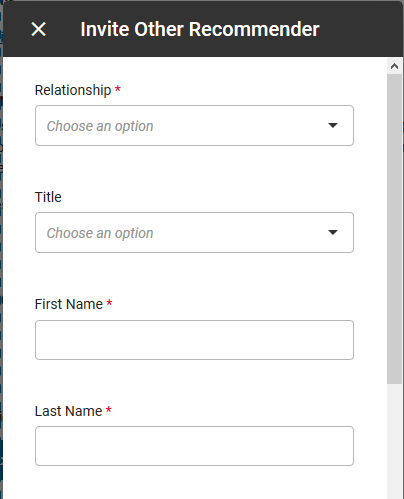 Invite Other Recommender
Relationship *
Choose an option
Title
Choose an option
First Name *
Last Name *